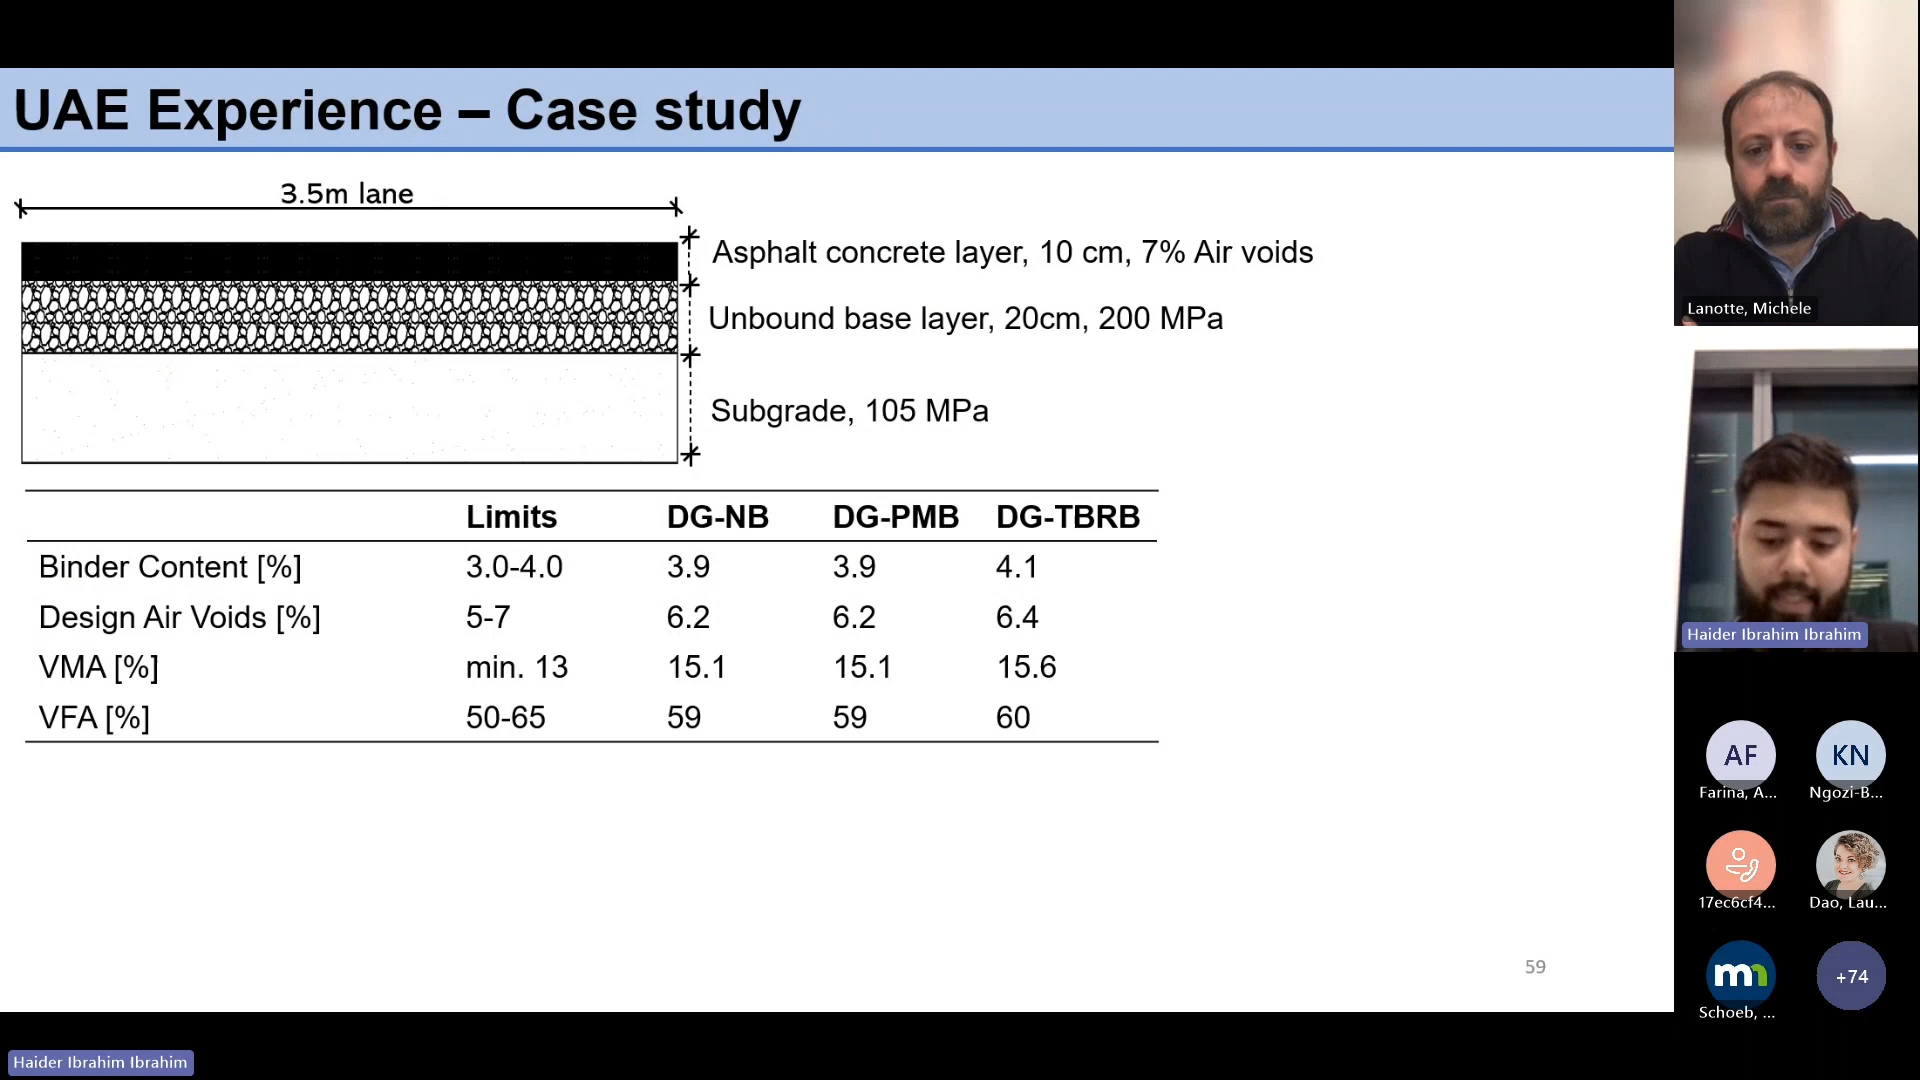 UAE Experience – Case study
3.5m lane
Asphalt concrete layer, 10 cm, 7% Air voids
Unbound base layer, 20cm, 200 MPa
Subgrade, 105 MPa
Limits DG-NB DG-PMB DG-TBRB
Binder Content [%] 3.0-4.0 3.9 3.9 4.1
Design Air Voids [%] 5-7 6.2 6.2 6.4
VMA [%] min. 13 15.1 15.1 15.6
VFA [%] 50-65 59 59 60
59
Lanotte, Michele
Haider Ibrahim Ibrahim
AF KN
Farina, A... Ngozi-B...
17ec6cf4... Dao, Lau...
mn +74
Schoeb, ...
Haider Ibrahim Ibrahim